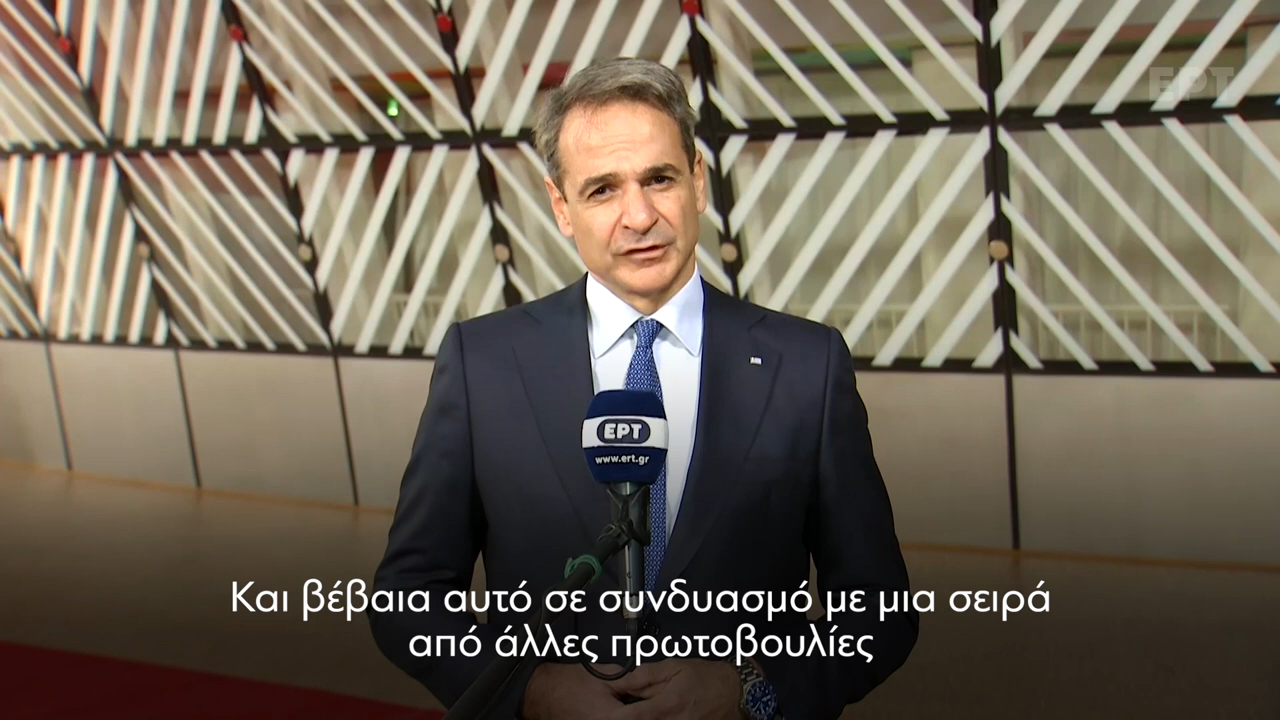 ΕΡΤ
ΕΡΤ
www.ert.gr
Και βέβαια αυτό σε συνδυασμό με μια σειρά
από άλλες πρωτοβουλίες